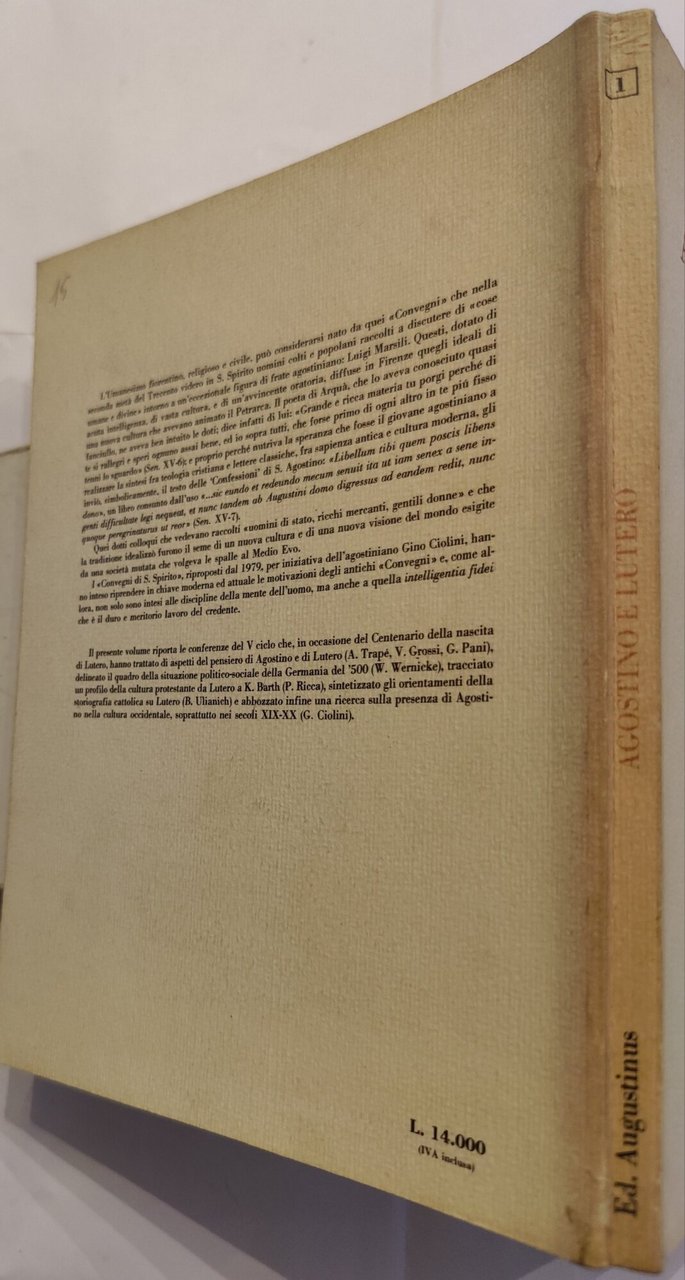 15
L'Umanesimo fiorentino, religioso e civile, può considerarsi nato da quei «Convegni» che nella
seconda metà del Trecento videro in S. Spirito uomini colti e popolani raccolti a discutere di «cose
umane e divine» intorno a un'eccezionale figura di frate agostiniano: Luigi Marsili. Questi, dotato di
acuta intelligenza, di vasta cultura, e di un'avvincente oratoria, diffuse in Firenze quegli ideali di
una nuova cultura che avevano animato il Petrarca. Il poeta di Arquà, che lo aveva conosciuto quasi
fanciullo, ne aveva ben intuito le doti; dice infatti di lui: «Grande e ricca materia tu porgi perché di
te si rallegri e speri ognuno assai bene, ed io sopra tutti, che forse primo di ogni altro in te più fisso
tenni lo sguardo» (Sen. XV-6); e proprio perché nutriva la speranza che fosse il giovane agostiniano a
realizzare la sintesi fra teologia cristiana e lettere classiche, fra sapienza antica e cultura moderna, gli
inviò, simbolicamente, il testo delle 'Confessioni' di S. Agostino: «Libellum tibi quem poscis libens
dono», un libro consunto dall'uso «...sic eundo et redeundo mecum senuit ita ut iam senex a sene in-
genti difficultate legi nequeat, et nunc tandem ab Augustini domo digressus ad eandem redit, nunc
quoque peregrinaturus ut reor» (Sen. XV-7).
Quei dotti colloqui che vedevano raccolti «uomini di stato, ricchi mercanti, gentili donne» e che
la tradizione idealizzò furono il seme di un nuova cultura e di una nuova visione del mondo esigite
da una società mutata che volgeva le spalle al Medio Evo.
I «Convegni di S. Spirito», riproposti dal 1979, per iniziativa dell'agostiniano Gino Ciolini, han-
no inteso riprendere in chiave moderna ed attuale le motivazioni degli antichi «Convegni» e, come al-
lora, non solo sono intesi alle discipline della mente dell'uomo, ma anche a quella intelligentia fidei
che è il duro e meritorio lavoro del credente.
Il presente volume riporta le conferenze del V ciclo che, in occasione del Centenario della nascita
di Lutero, hanno trattato di aspetti del pensiero di Agostino e di Lutero (A. Trapé, V. Grossi, G. Pani),
delineato il quadro della situazione politico-sociale della Germania del '500 (W. Wernicke), tracciato
un profilo della cultura protestante da Lutero a K. Barth (P. Ricca), sintetizzato gli orientamenti della
storiografia cattolica su Lutero (B. Ulianich) e abbozzato infine una ricerca sulla presenza di Agosti-
no nella cultura occidentale, soprattutto nei secoli XIX-XX (G. Ciolini).
L. 14.000
(IVA inclusa)
1
AGOSTINO E LUTERO
Ed. Augustinus